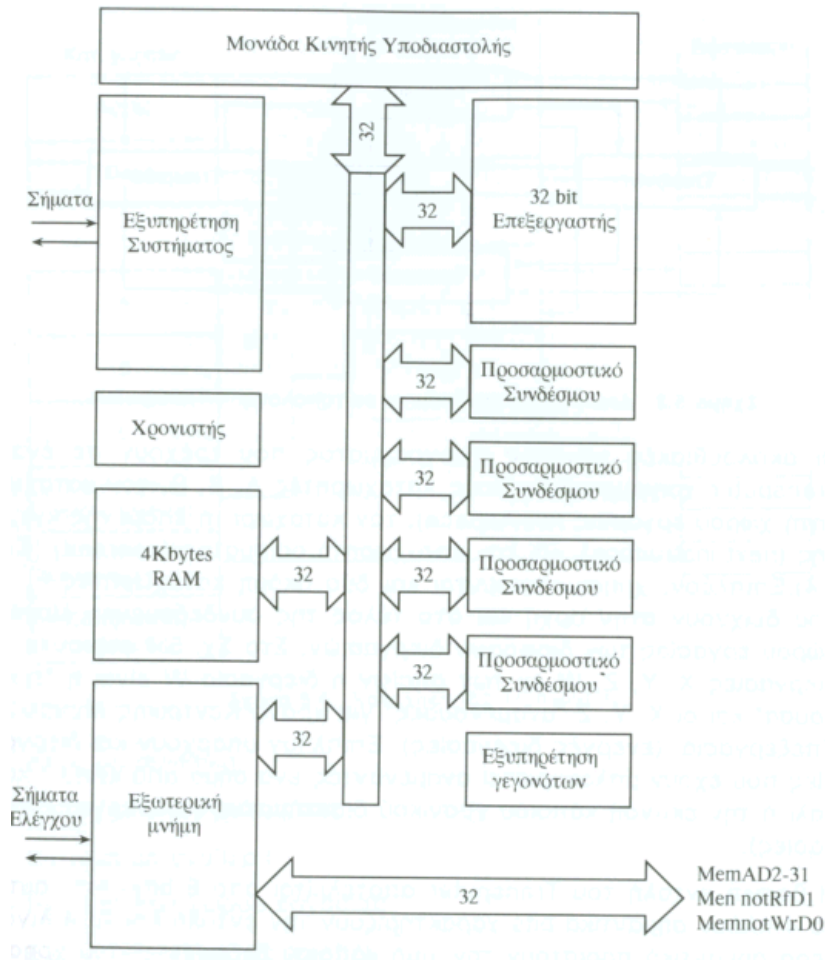 Μονάδα Κινητής Υποδιαστολής
32
Σήματα
Εξυπηρέτηση
Συστήματος
32
32 bit
Επεξεργαστής
32
Προσαρμοστικό
Συνδέσμου
Χρονιστής
32
Προσαρμοστικό
Συνδέσμου
4Kbytes
RAM
32
32
Προσαρμοστικό
Συνδέσμου
32
Προσαρμοστικό
Συνδέσμου
32
Εξυπηρέτηση
γεγονότων
Σήματα
Ελέγχου
Εξωτερική
μνήμη
32
MemAD2-31
Men notRfD1
MemnotWrD0